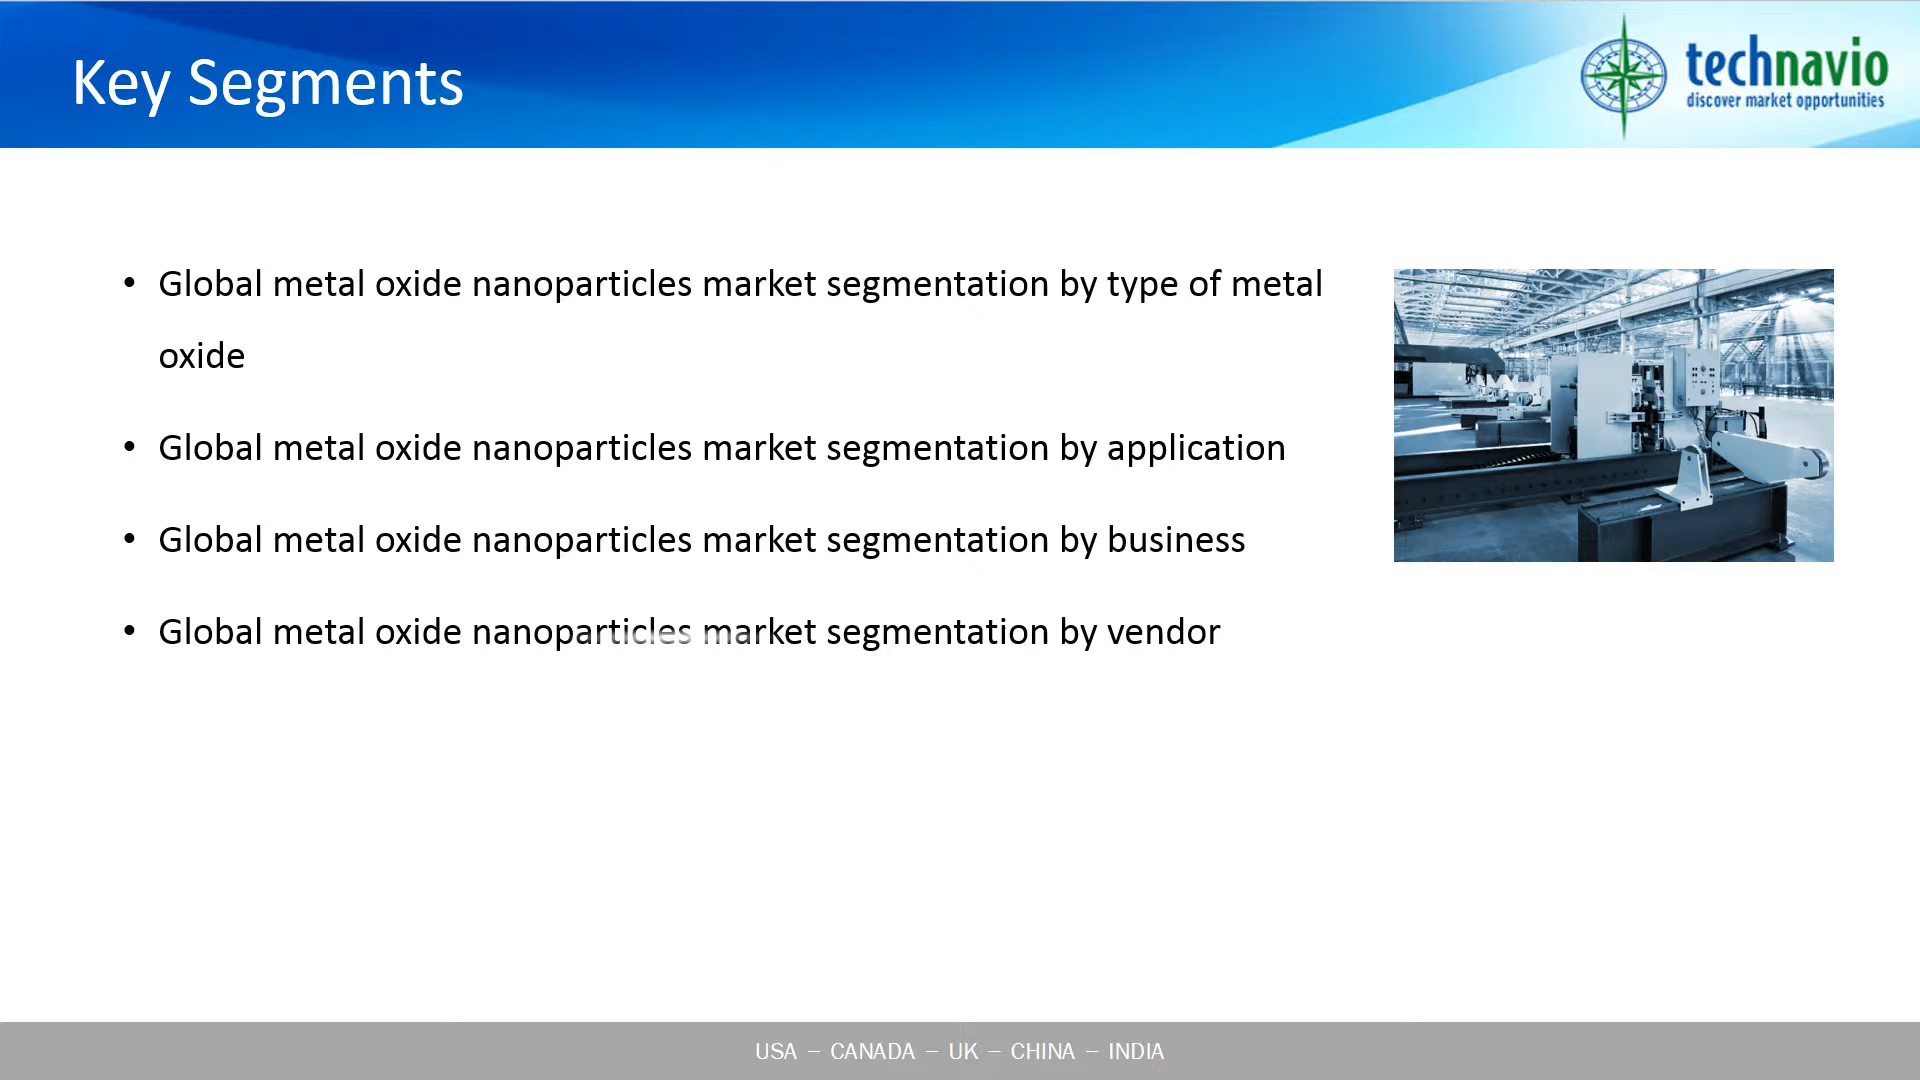 Key Segments
technavio
discover market opportunities
• Global metal oxide nanoparticles market segmentation by type of metal
oxide
• Global metal oxide nanoparticles market segmentation by application
• Global metal oxide nanoparticles market segmentation by business
• Global metal oxide nanoparticles market segmentation by vendor
USA – CANADA – UK – CHINA – INDIA